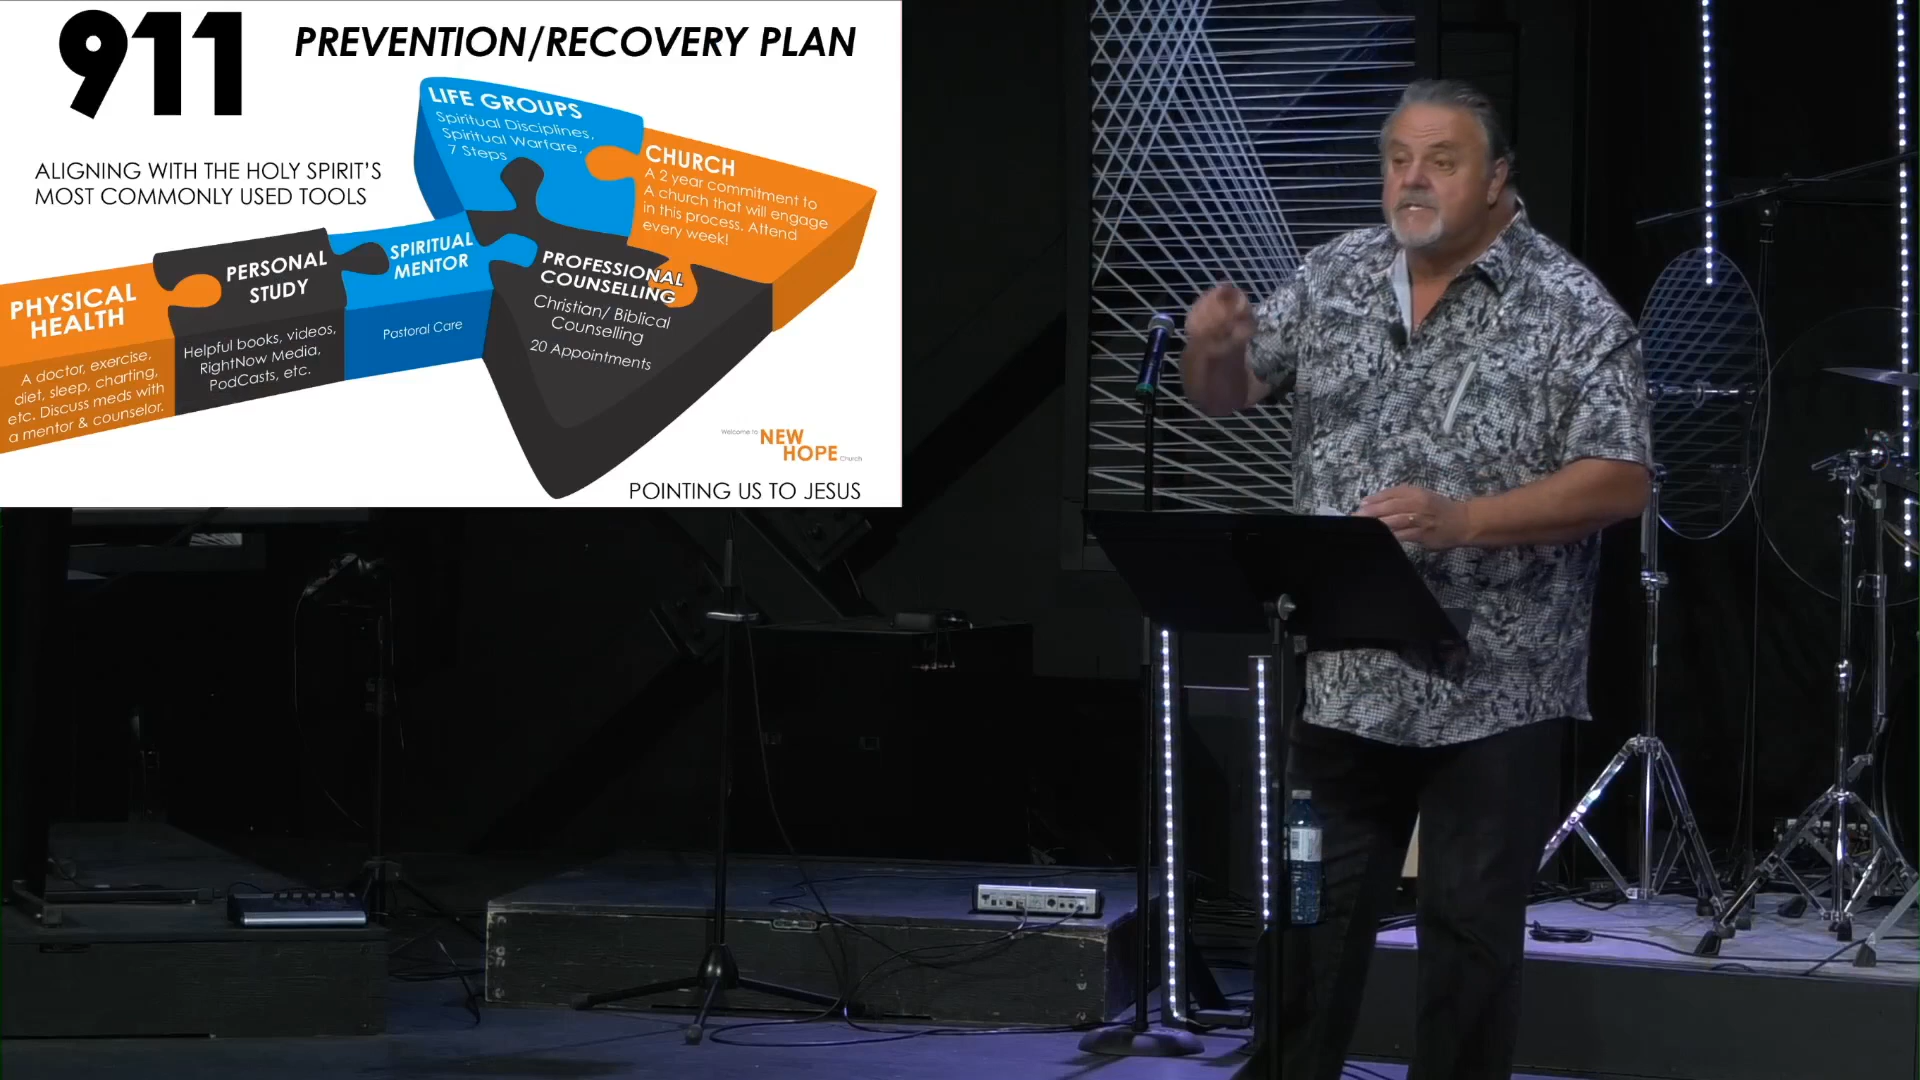 911
PREVENTION/RECOVERY PLAN
ALIGNING WITH THE HOLY SPIRIT'S
MOST COMMONLY USED TOOLS
LIFE GROUPS
Spiritual Disciplines,
Spiritual Warfare,
7 Steps
CHURCH
A 2 year commitment to
A church that will engage
in this process. Attend
every week!
PHYSICAL
HEALTH
A doctor, exercise,
diet, sleep, charting,
etc. Discuss meds with
a mentor & counselor.
PERSONAL
STUDY
Helpful books, videos,
RightNow Media,
PodCasts, etc.
SPIRITUAL
MENTOR
Pastoral Care
PROFESSIONAL
COUNSELLING
Christian/ Biblical
Counselling
20 Appointments
Welcome to NEW
HOPE Church
POINTING US TO JESUS